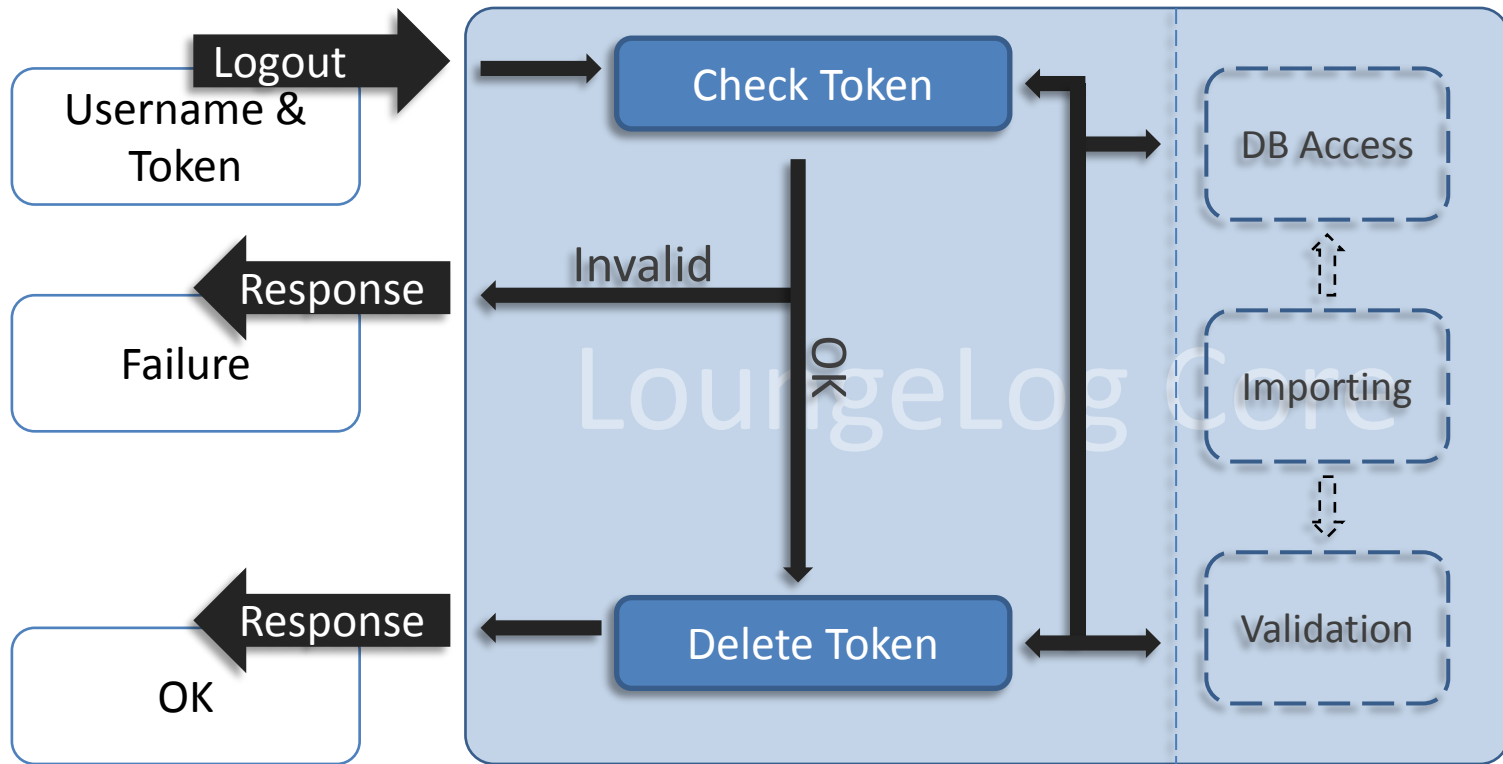 Logout
Username &
Token
Check Token
DB Access
Invalid
Response
Failure
OK
LoungeLog Core
Importing
Response
OK
Delete Token
Validation